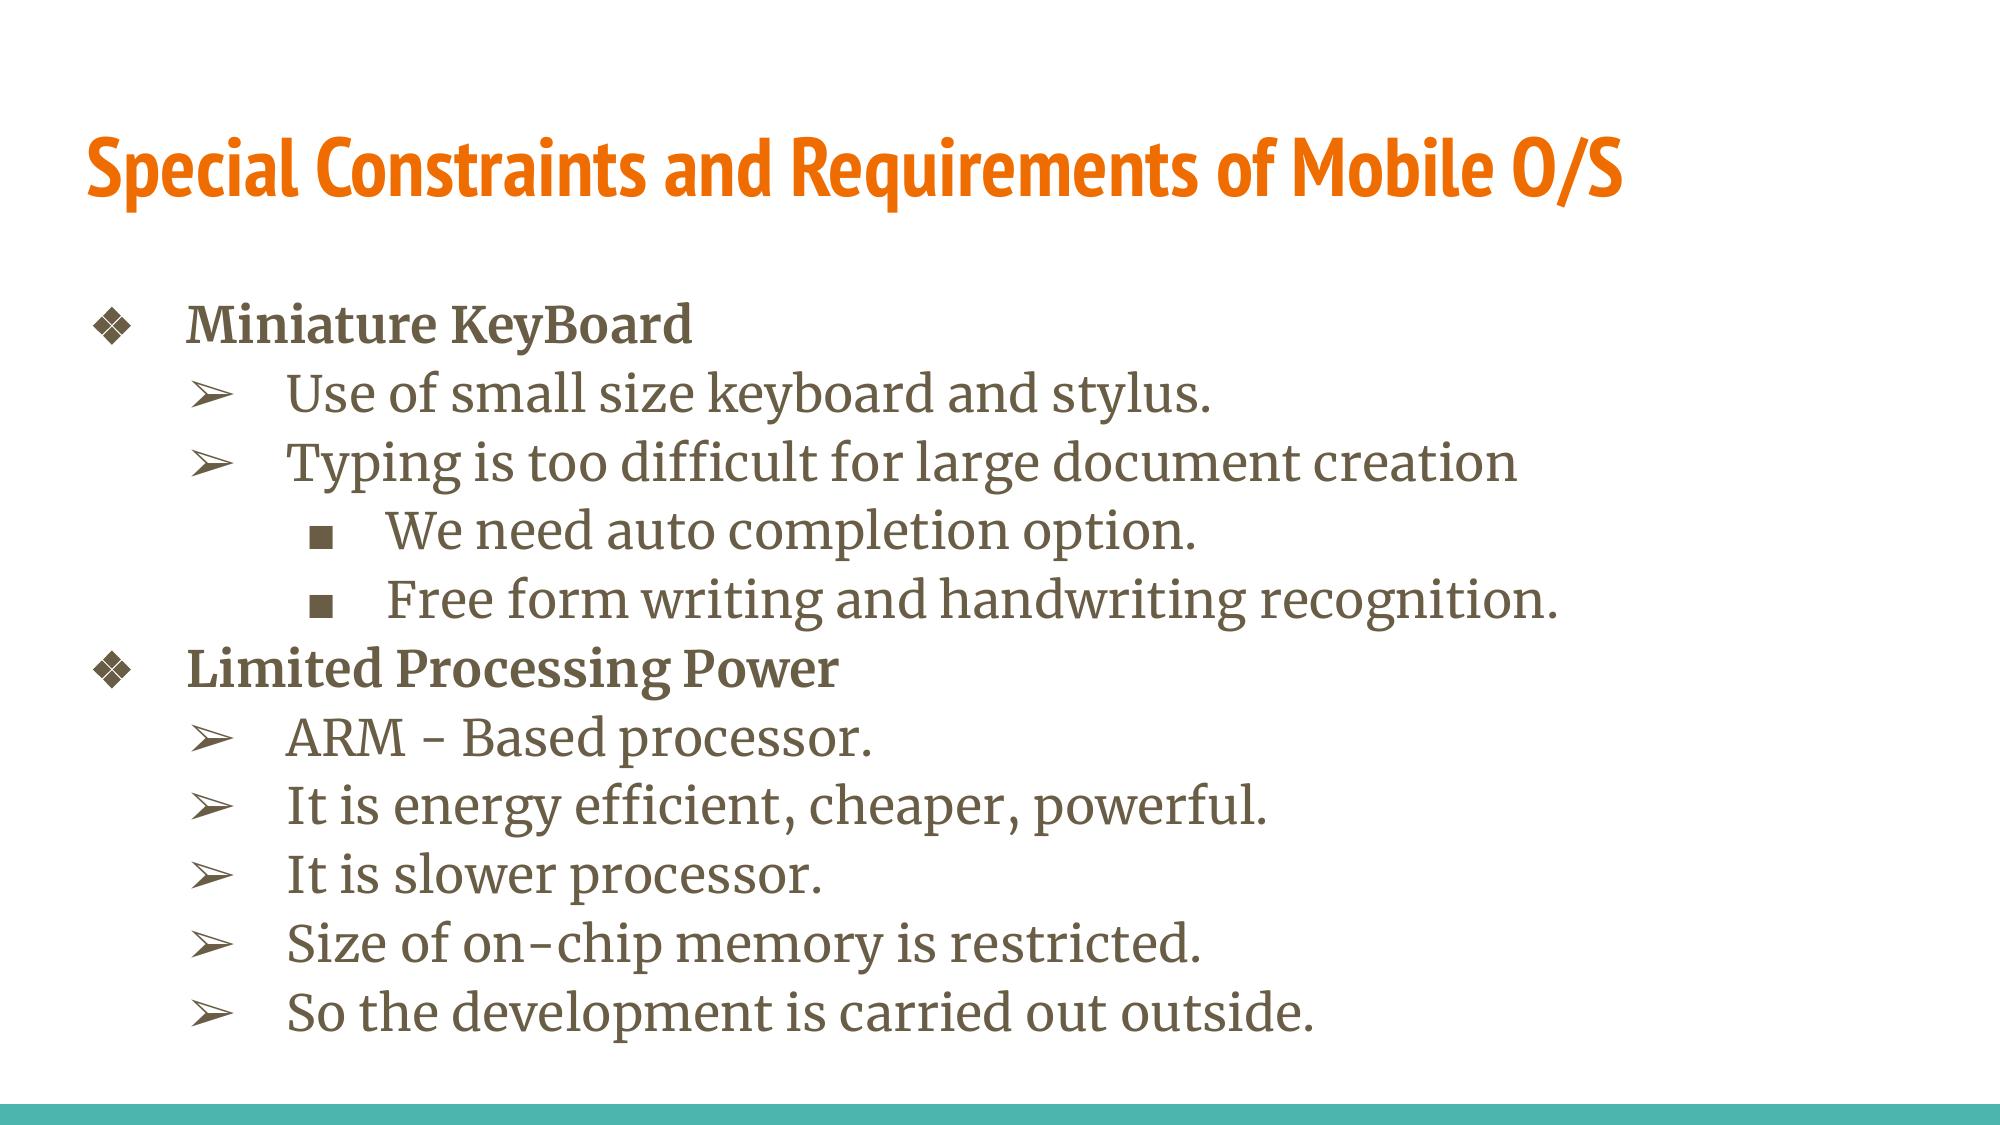 Special Constraints and Requirements of Mobile O/S
❖ Miniature KeyBoard
➢ Use of small size keyboard and stylus.
➢ Typing is too difficult for large document creation
■ We need auto completion option.
■ Free form writing and handwriting recognition.
❖ Limited Processing Power
➢ ARM - Based processor.
➢ It is energy efficient, cheaper, powerful.
➢ It is slower processor.
➢ Size of on-chip memory is restricted.
➢ So the development is carried out outside.